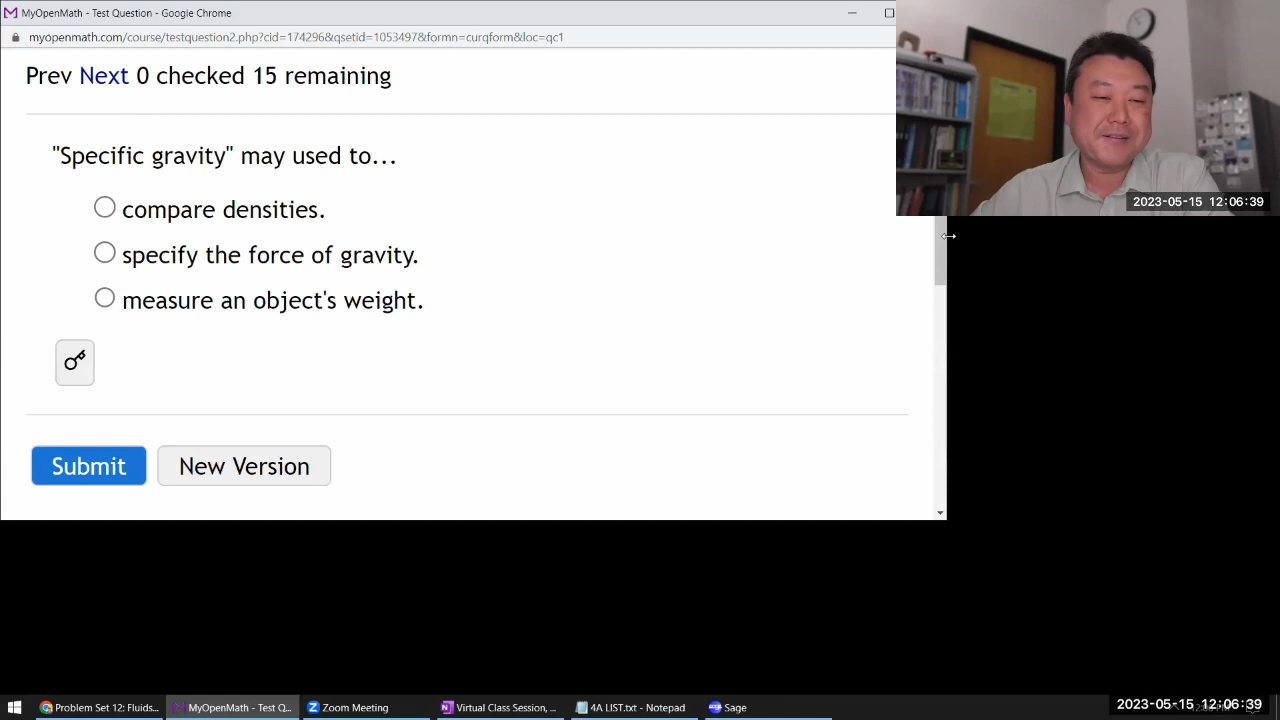 MyOpenMath - Test Question - Google Chrome
myopenmath.com/course/testquestion2.php?cid=174296&qsetid=1053497&formn=curqform&loc=qc1
Prev Next 0 checked 15 remaining
"Specific gravity" may used to...
compare densities.
specify the force of gravity.
measure an object's weight.
Submit New Version
2023-05-15 12:06:39
Problem Set 12: Fluids... MyOpenMath - Test Q... Zoom Meeting Virtual Class Session, ... 4A LIST.txt - Notepad Sage
2023-05-15 12:06:39